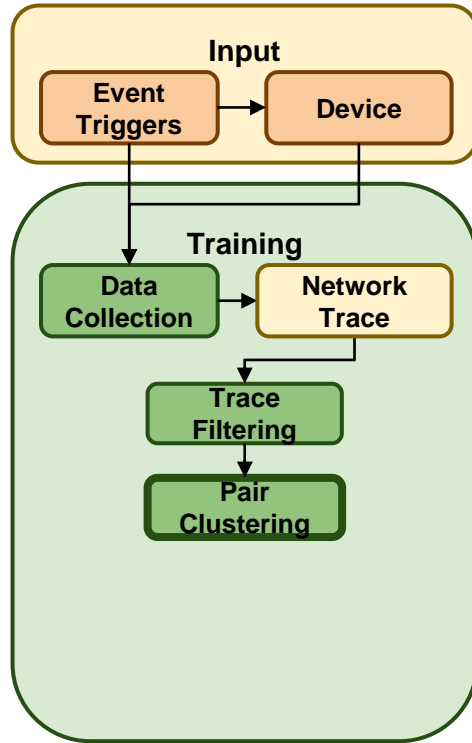 Input
Event
Triggers
Device
Training
Data
Collection
Network
Trace
Trace
Filtering
Pair
Clustering